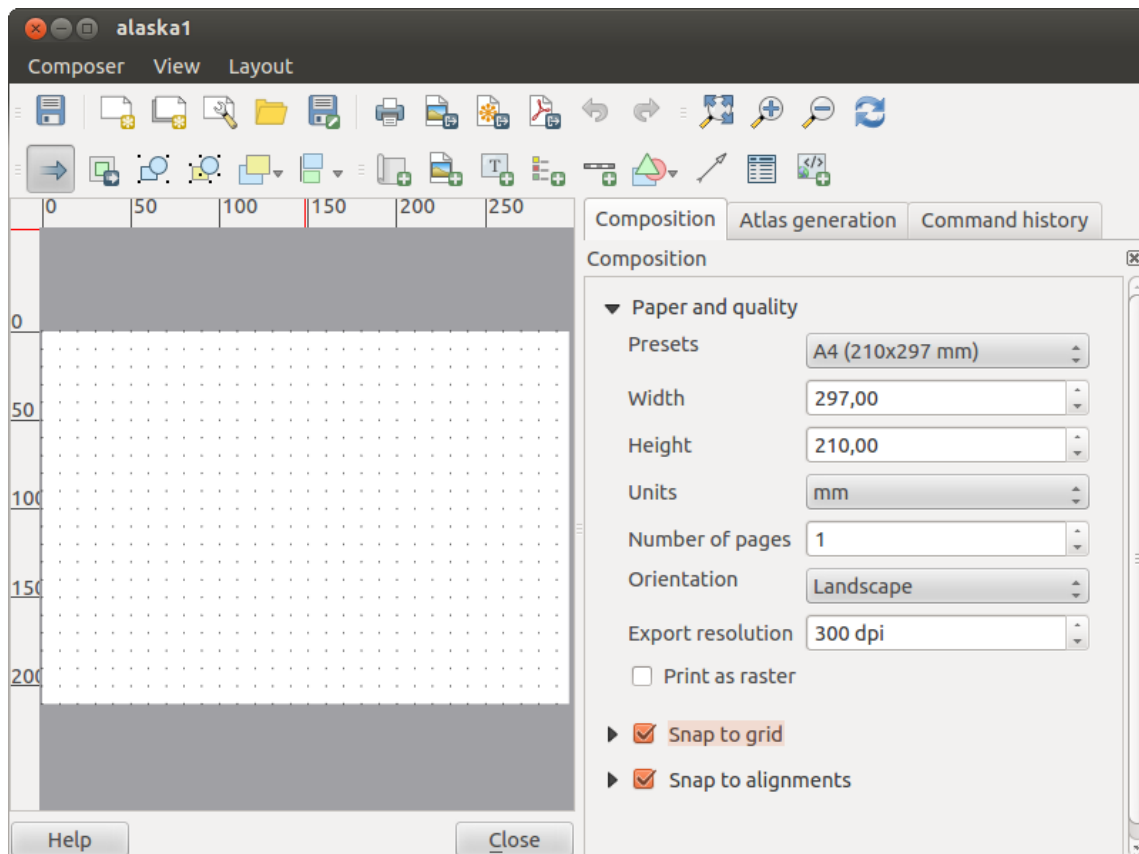 alaska1
Composer View Layout
T
</>
0 50 100 150 200 250
0
50
100
150
200
Composition Atlas generation Command history
Composition
Paper and quality
Presets A4 (210x297 mm)
Width 297,00
Height 210,00
Units mm
Number of pages 1
Orientation Landscape
Export resolution 300 dpi
Print as raster
Snap to grid
Snap to alignments
Help Close